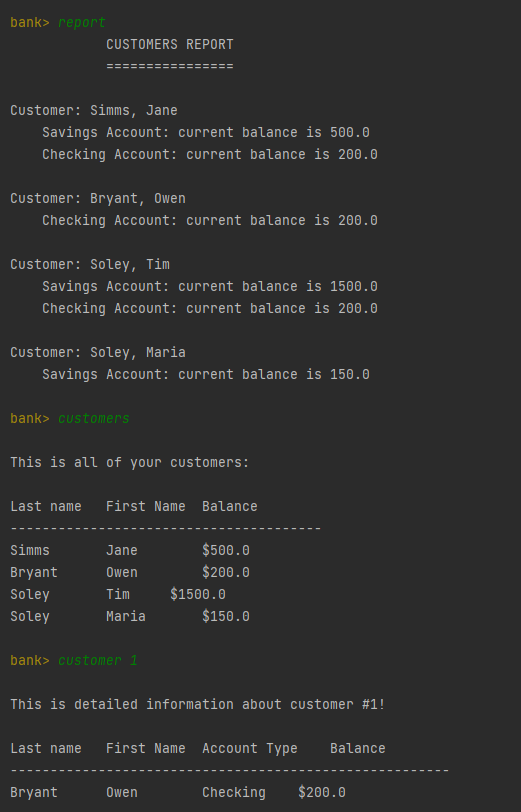 bank> report
CUSTOMERS REPORT
================
Customer: Simms, Jane
Savings Account: current balance is 500.0
Checking Account: current balance is 200.0
Customer: Bryant, Owen
Checking Account: current balance is 200.0
Customer: Soley, Tim
Savings Account: current balance is 1500.0
Checking Account: current balance is 200.0
Customer: Soley, Maria
Savings Account: current balance is 150.0
bank> customers
This is all of your customers:
Last name   First Name  Balance
---------------------------------------
Simms       Jane        $500.0
Bryant      Owen        $200.0
Soley       Tim     $1500.0
Soley       Maria       $150.0
bank> customer 1
This is detailed information about customer #1!
Last name   First Name  Account Type    Balance
-------------------------------------------------------
Bryant      Owen        Checking    $200.0